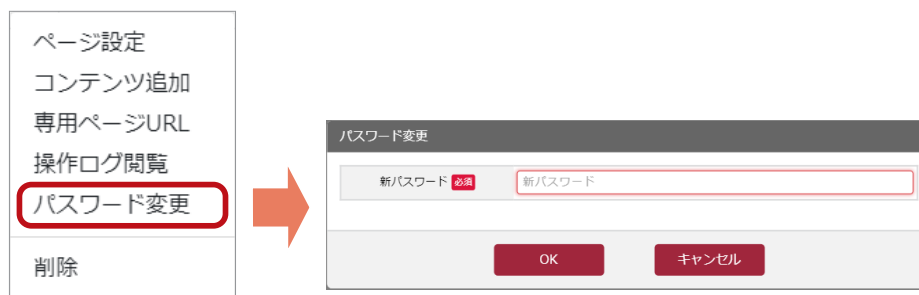 ページ設定
コンテンツ追加
専用ページURL
操作ログ閲覧
パスワード変更
削除
パスワード変更
新パスワード 必須 新パスワード
OK キャンセル